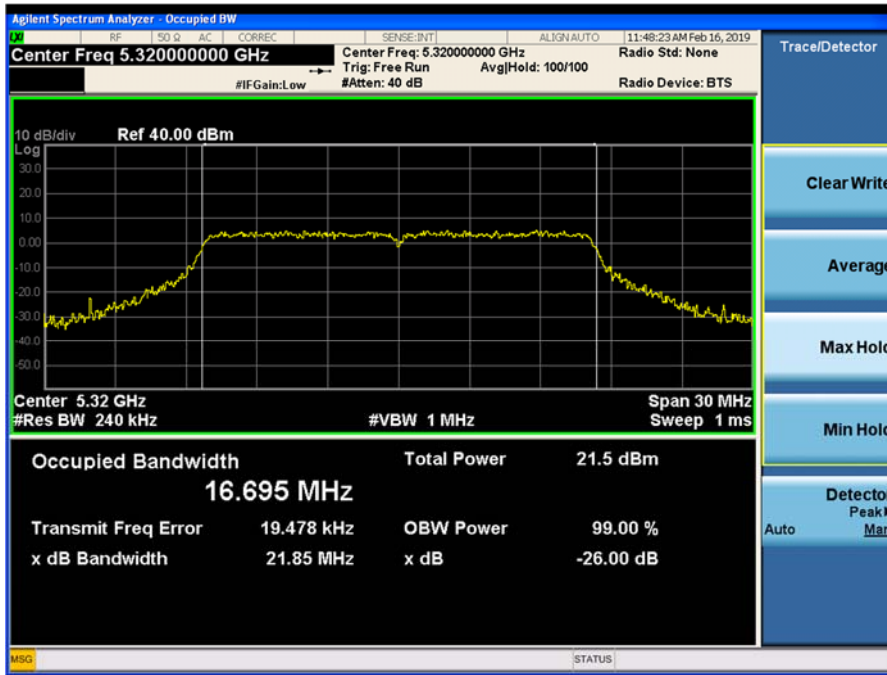 Agilent Spectrum Analyzer - Occupied BW
LXI RF 50 Ω AC CORREC SENSE:INT ALIGN AUTO 11:48:23 AM Feb 16, 2019
Center Freq 5.320000000 GHz
Center Freq: 5.320000000 GHz Radio Std: None
Trig: Free Run Avg|Hold: 100/100
#IFGain:Low #Atten: 40 dB Radio Device: BTS
Trace/Detector
10 dB/div Ref 40.00 dBm
Log
30.0
20.0
10.0
0.00
-10.0
-20.0
-30.0
-40.0
-50.0
Center 5.32 GHz Span 30 MHz
#Res BW 240 kHz #VBW 1 MHz Sweep 1 ms
Occupied Bandwidth Total Power 21.5 dBm
16.695 MHz
Transmit Freq Error 19.478 kHz OBW Power 99.00 %
x dB Bandwidth 21.85 MHz x dB -26.00 dB
Clear Write
Average
Max Hold
Min Hold
Detector
Peak
Auto Man
MSG STATUS